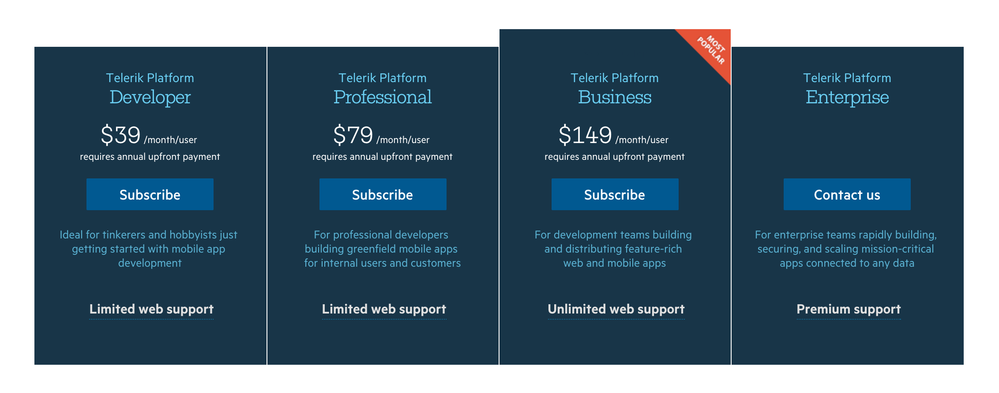 MOST
POPULAR
Telerik Platform
Developer
$39 /month/user
requires annual upfront payment
Subscribe
Ideal for tinkerers and hobbyists just
getting started with mobile app
development
Limited web support
Telerik Platform
Professional
$79 /month/user
requires annual upfront payment
Subscribe
For professional developers
building greenfield mobile apps
for internal users and customers
Limited web support
Telerik Platform
Business
$149 /month/user
requires annual upfront payment
Subscribe
For development teams building
and distributing feature-rich
web and mobile apps
Unlimited web support
Telerik Platform
Enterprise
Contact us
For enterprise teams rapidly building,
securing, and scaling mission-critical
apps connected to any data
Premium support